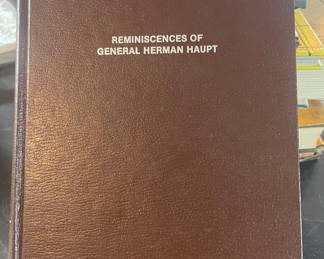 REMINISCENCES OF
GENERAL HERMAN HAUPT